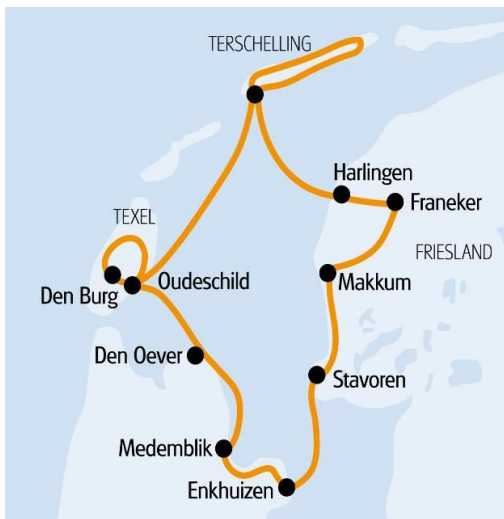 TERSCHELLING
Harlingen
Franeker
TEXEL
FRIESLAND
Den Burg
Oudeschild
Makkum
Den Oever
Stavoren
Medemblik
Enkhuizen